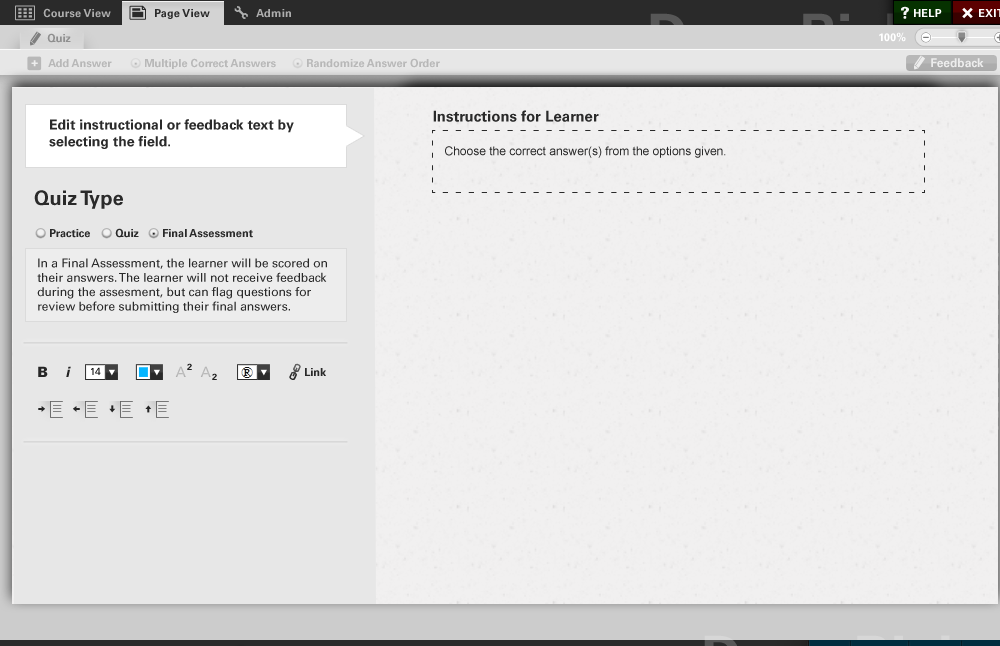 Course View Page View Admin ? HELP EXIT
Quiz 100%
Add Answer Multiple Correct Answers Randomize Answer Order Feedback
Edit instructional or feedback text by
selecting the field.
Instructions for Learner
Choose the correct answer(s) from the options given.
Quiz Type
Practice Quiz Final Assessment
In a Final Assessment, the learner will be scored on
their answers. The learner will not receive feedback
during the assesment, but can flag questions for
review before submitting their final answers.
B i 14 A² A₂ ® Link